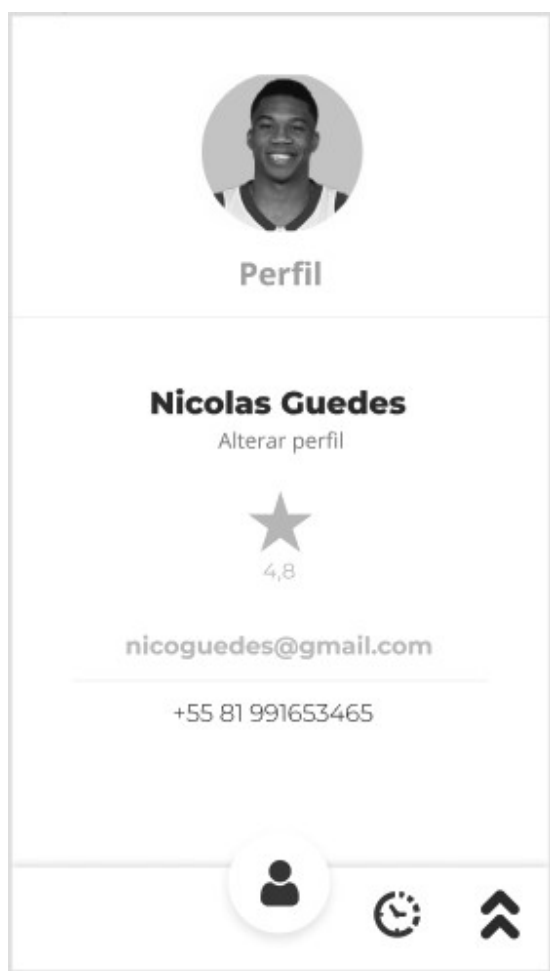 Perfil
Nicolas Guedes
Alterar perfil
4,8
nicoguedes@gmail.com
+55 81 991653465